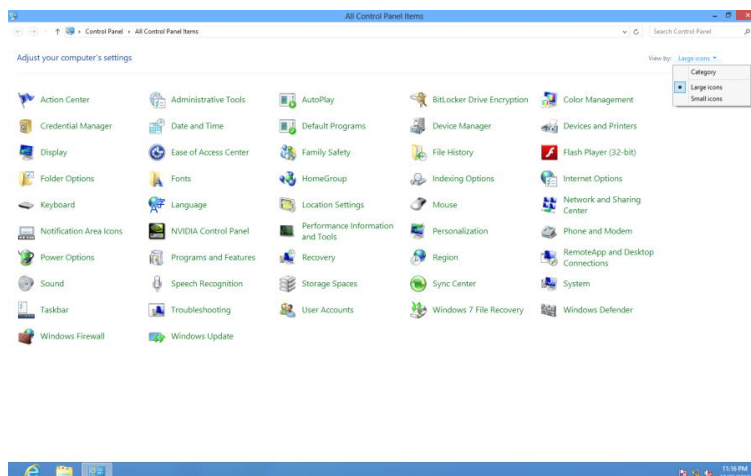 All Control Panel Items
Control Panel ▸ All Control Panel Items
Search Control Panel
Adjust your computer's settings
View by: Large icons
Category
Large icons
Small icons
Action Center
Administrative Tools
AutoPlay
BitLocker Drive Encryption
Color Management
Credential Manager
Date and Time
Default Programs
Device Manager
Devices and Printers
Display
Ease of Access Center
Family Safety
File History
Flash Player (32-bit)
Folder Options
Fonts
HomeGroup
Indexing Options
Internet Options
Keyboard
Language
Location Settings
Mouse
Network and Sharing
Center
Notification Area Icons
NVIDIA Control Panel
Performance Information
and Tools
Personalization
Phone and Modem
Power Options
Programs and Features
Recovery
Region
RemoteApp and Desktop
Connections
Sound
Speech Recognition
Storage Spaces
Sync Center
System
Taskbar
Troubleshooting
User Accounts
Windows 7 File Recovery
Windows Defender
Windows Firewall
Windows Update
11:16 PM